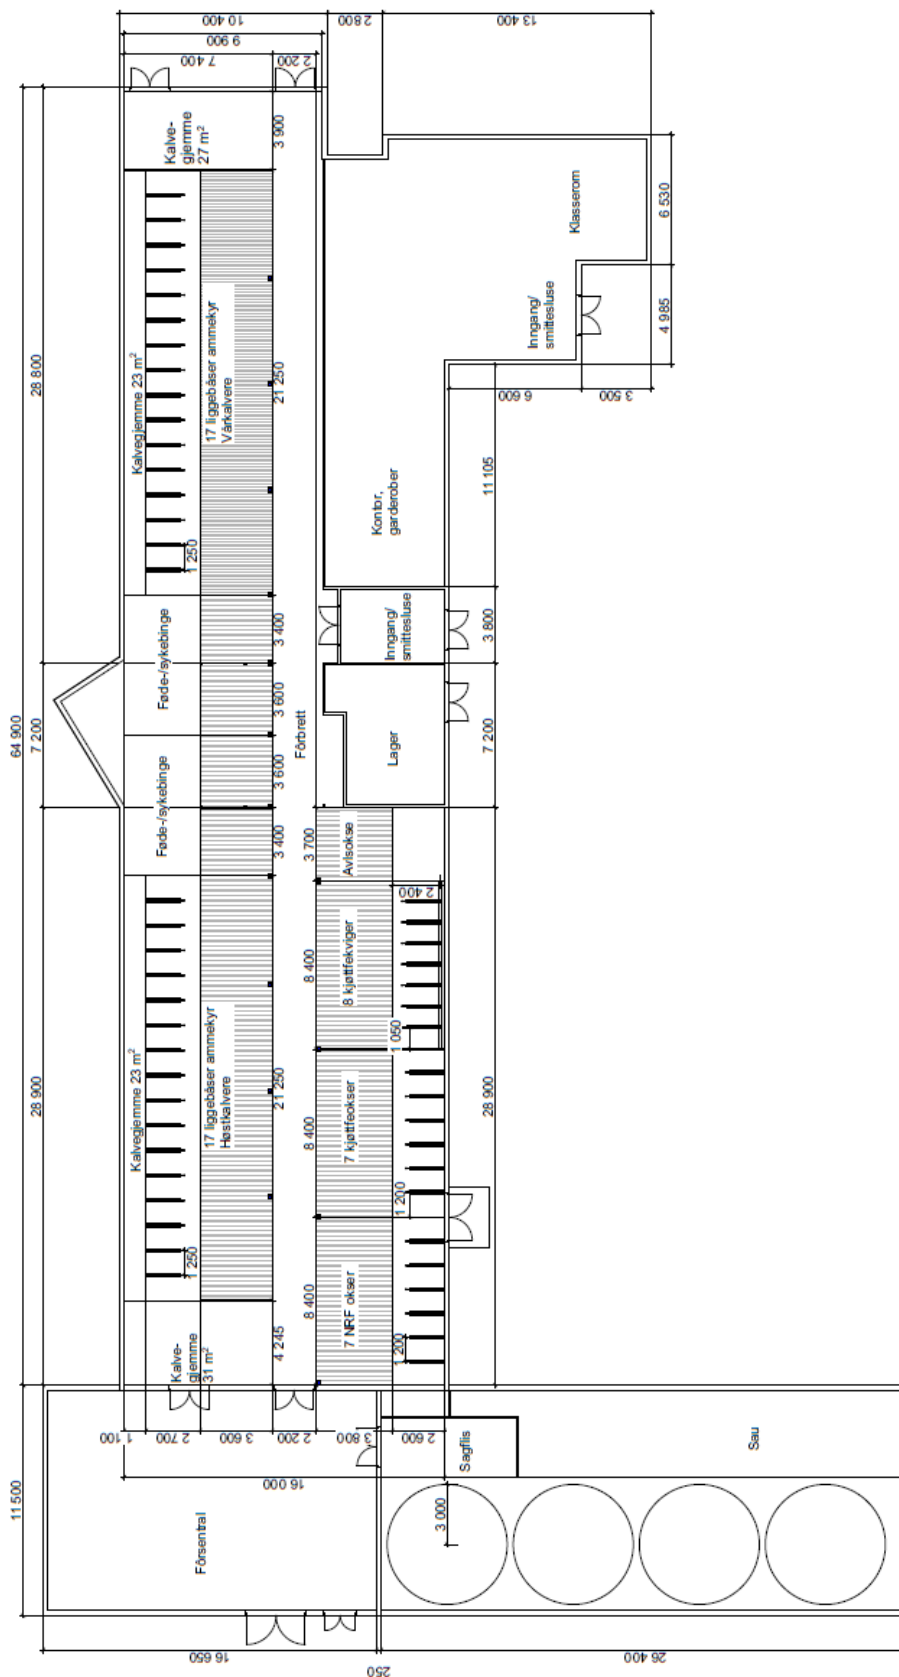 10 400
9 900
7 400
2 200
2 800
13 400
Kalve-
gjemme
27 m²
3 900
28 800
64 900
7 200
28 900
11 500
Kalvegjemme 23 m²
17 liggebåser ammekyr
Vårkalvere
21 250
1 250
Klasserom
6 530
Inngang/
smittesluse
4 985
6 600
3 500
11 105
Kontor,
garderober
Føde-/sykebinge
3 400
3 600
Inngang/
smittesluse
3 800
Fôrbrett
Lager
7 200
Føde-/sykebinge
3 600
3 400
3 700
Avlsokse
2 400
8 400
8 kjøttfekviger
1 050
Kalvegjemme 23 m²
17 liggebåser ammekyr
Høstkalvere
21 250
1 250
8 400
7 kjøttfeokser
1 200
28 900
8 400
7 NRF okser
1 200
Kalve-
gjemme
31 m²
4 245
1 100
2 700
3 600
2 200
3 800
2 600
16 000
Fôrsentral
Sagflis
Sau
3 000
16 650
250
26 400